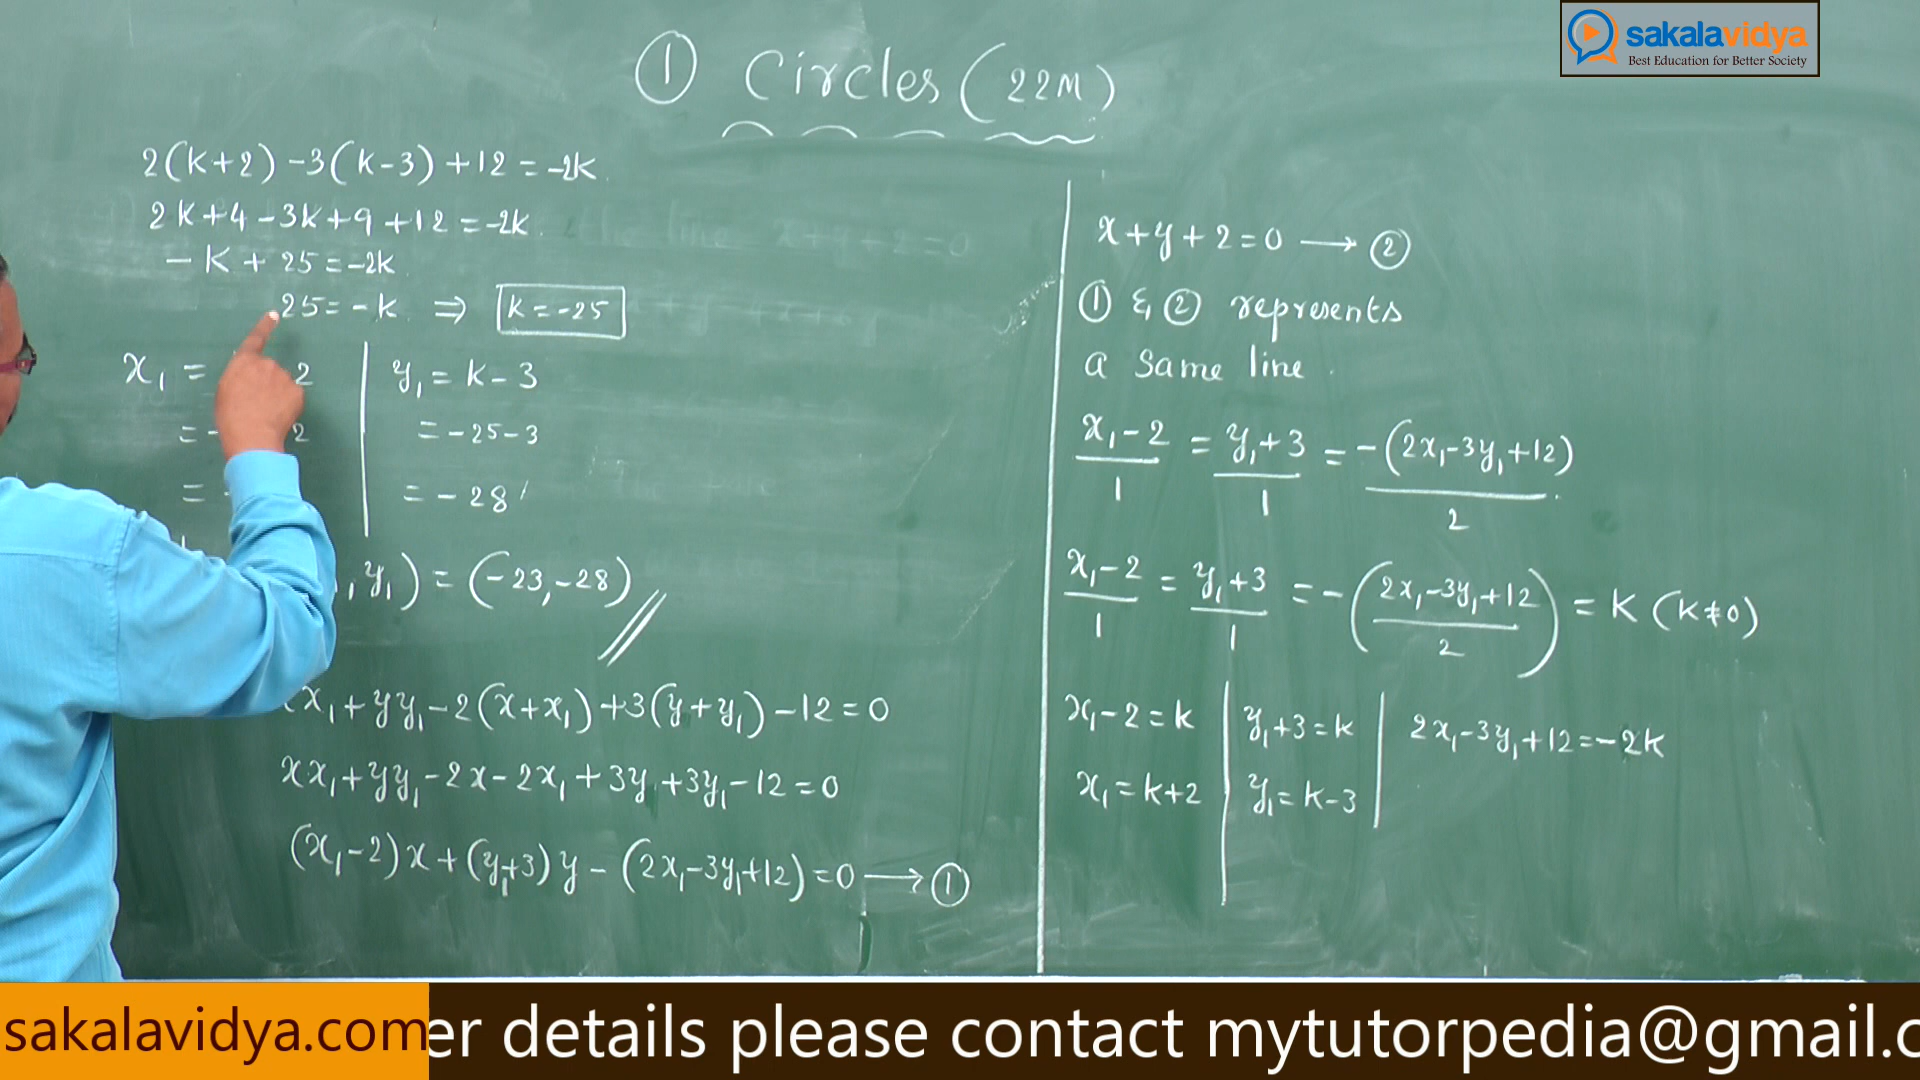 ① Circles (22M)
sakalavidya
Best Education for Better Society
2(k+2) -3(k-3) +12 = -2k
2k+4 -3k+9 +12 = -2k
-k + 25 = -2k
25 = -k ⇒ k = -25
x₁ = 2
= - 2
= -
y₁ = k - 3
= -25-3
= -28
, y₁) = (-23, -28)
x₁ + yy₁ - 2(x+x₁) + 3(y+y₁) - 12 = 0
xx₁ + yy₁ - 2x - 2x₁ + 3y + 3y₁ - 12 = 0
(x₁-2)x + (y₁+3)y - (2x₁-3y₁+12) = 0 → ①
x+y+2=0 → ②
① & ② represents
a same line.
(x₁-2)/1 = (y₁+3)/1 = -(2x₁-3y₁+12)/2
(x₁-2)/1 = (y₁+3)/1 = -((2x₁-3y₁+12)/2) = k (k≠0)
x₁-2 = k
x₁ = k+2
y₁+3 = k
y₁ = k-3
2x₁-3y₁+12 = -2k
sakalavidya.com
er details please contact mytutorpedia@gmail.c